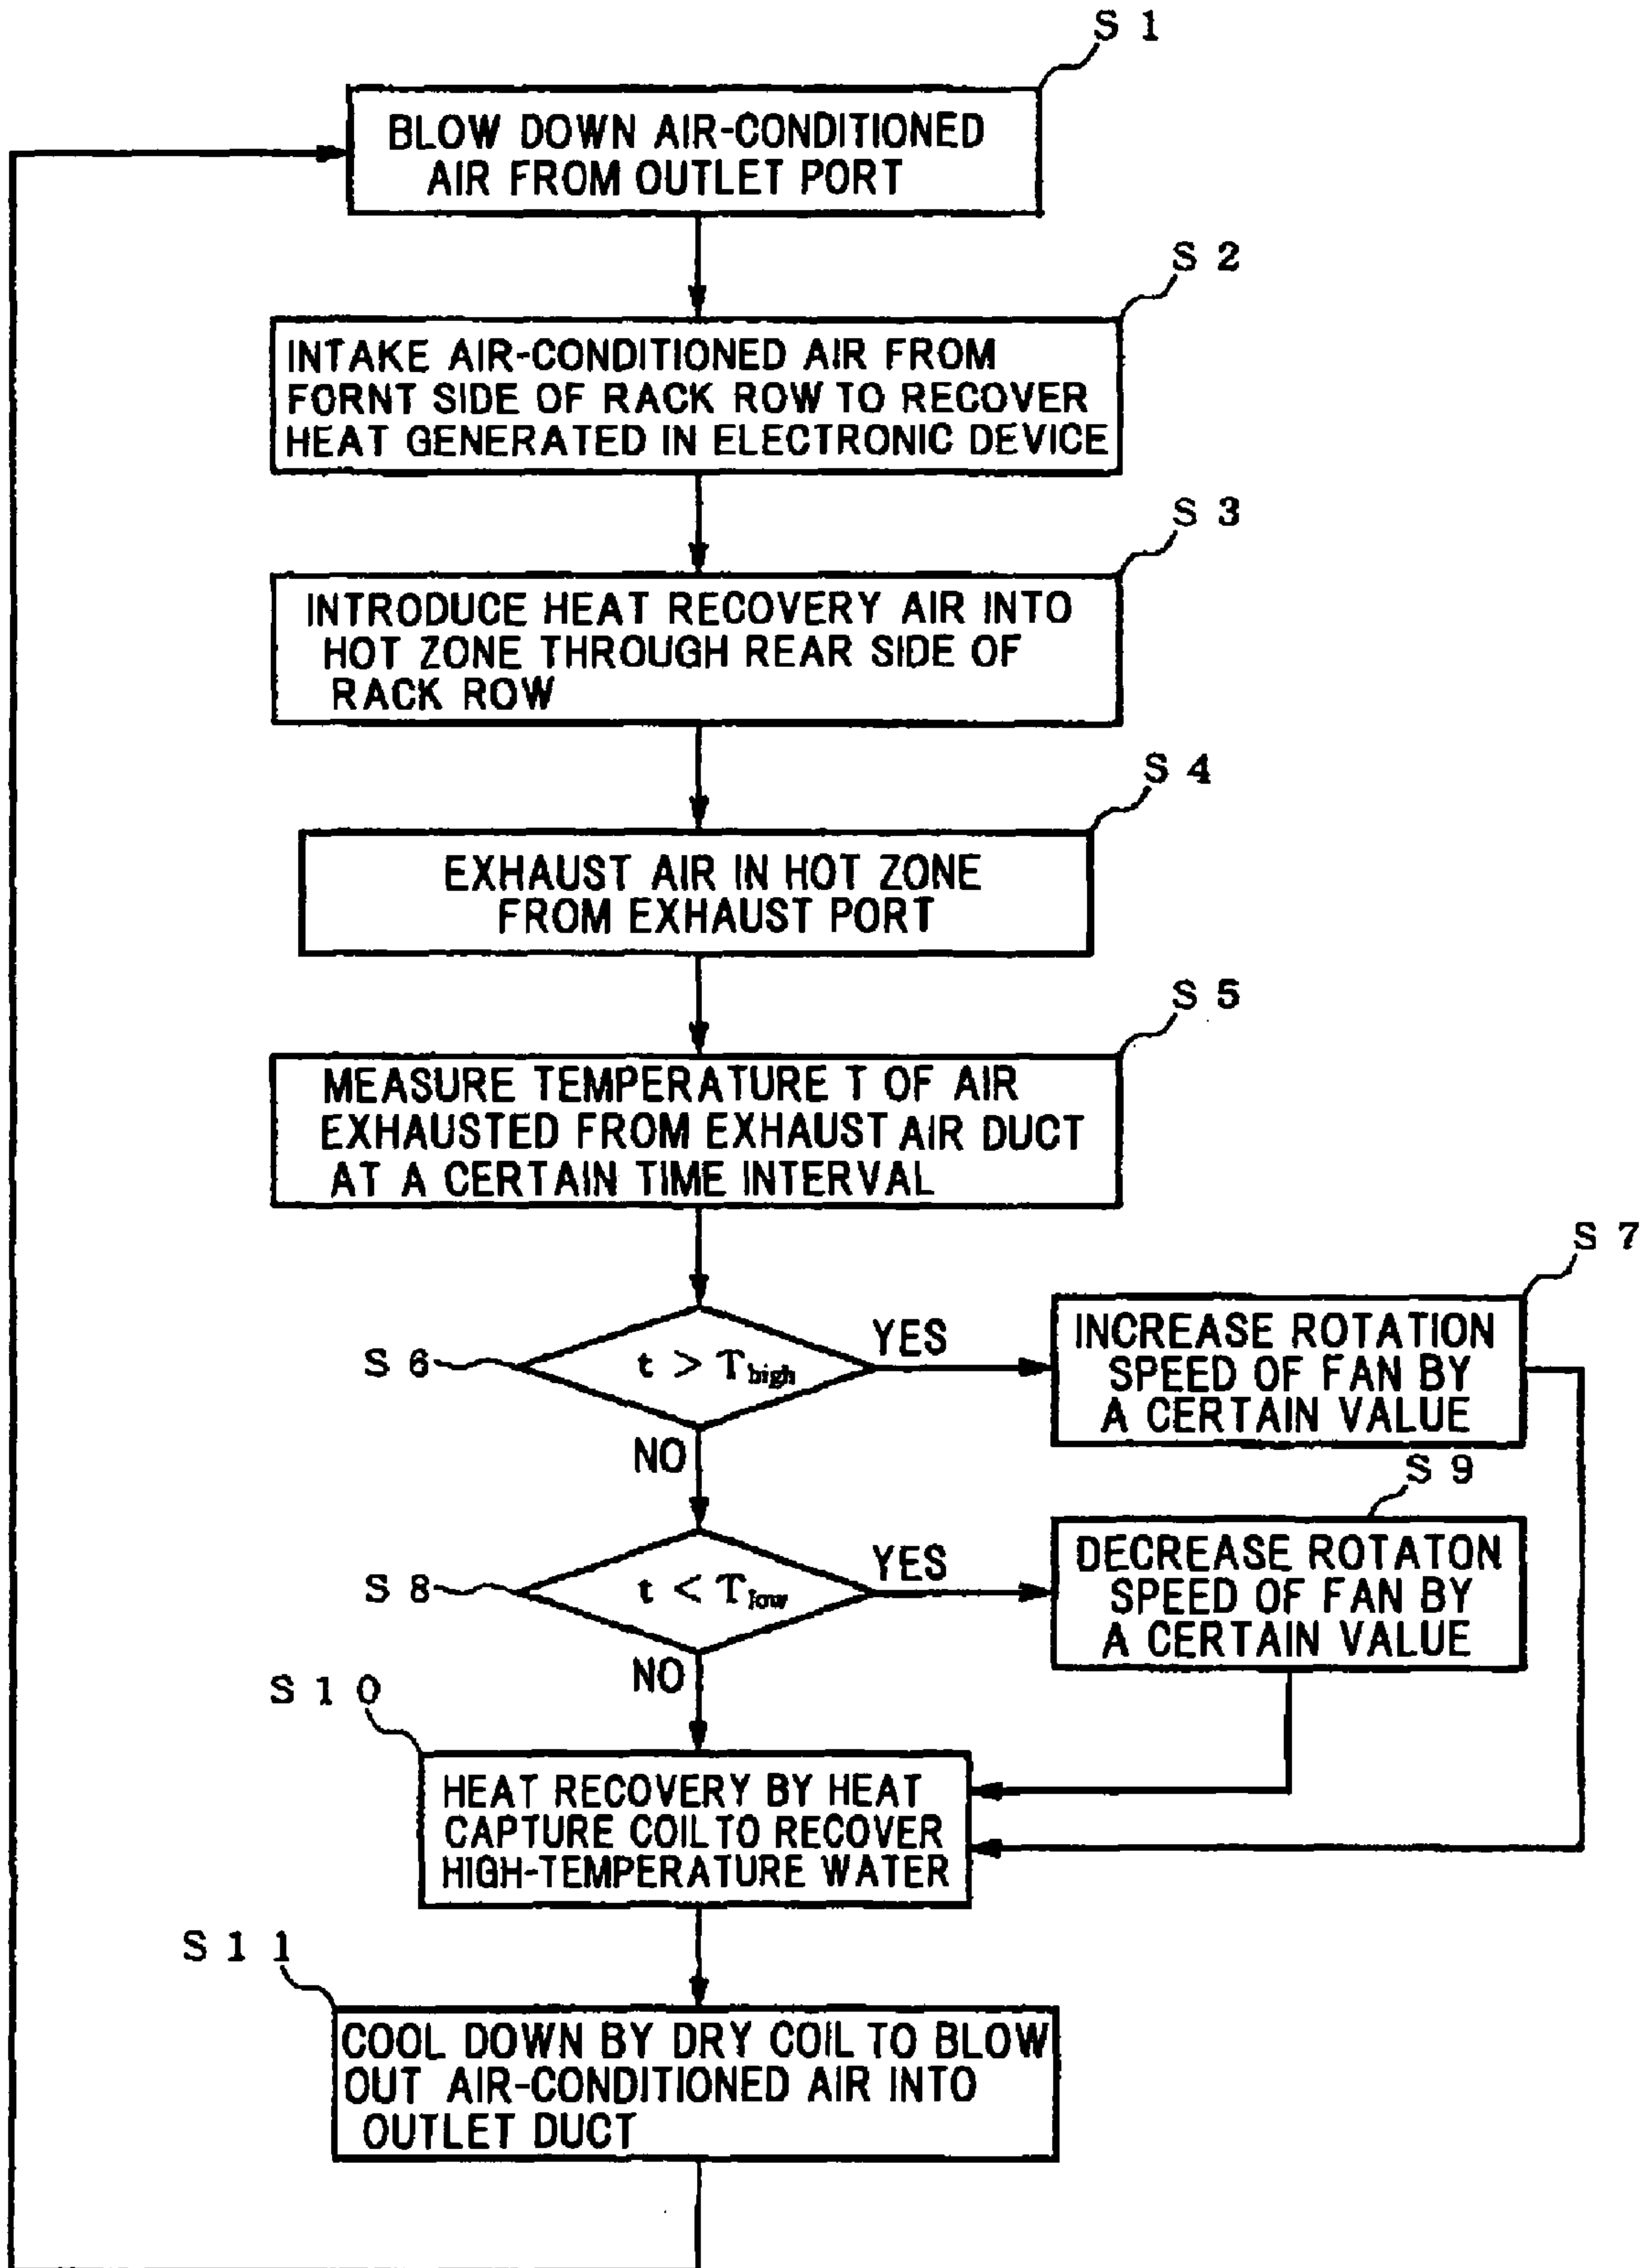 S 1
BLOW DOWN AIR-CONDITIONED
AIR FROM OUTLET PORT
S 2
INTAKE AIR-CONDITIONED AIR FROM
FORNT SIDE OF RACK ROW TO RECOVER
HEAT GENERATED IN ELECTRONIC DEVICE
S 3
INTRODUCE HEAT RECOVERY AIR INTO
HOT ZONE THROUGH REAR SIDE OF
RACK ROW
S 4
EXHAUST AIR IN HOT ZONE
FROM EXHAUST PORT
S 5
MEASURE TEMPERATURE T OF AIR
EXHAUSTED FROM EXHAUST AIR DUCT
AT A CERTAIN TIME INTERVAL
S 6
t > Thigh
YES
NO
S 7
INCREASE ROTATION
SPEED OF FAN BY
A CERTAIN VALUE
S 8
t < Tlow
YES
NO
S 9
DECREASE ROTATON
SPEED OF FAN BY
A CERTAIN VALUE
S 1 0
HEAT RECOVERY BY HEAT
CAPTURE COIL TO RECOVER
HIGH-TEMPERATURE WATER
S 1 1
COOL DOWN BY DRY COIL TO BLOW
OUT AIR-CONDITIONED AIR INTO
OUTLET DUCT